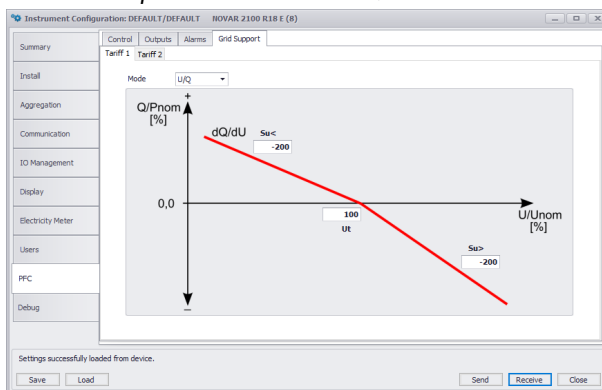 Instrument Configuration: DEFAULT/DEFAULT NOVAR 2100 R18 E (8)
Summary
Install
Aggregation
Communication
IO Management
Display
Electricity Meter
Users
PFC
Debug
Control Outputs Alarms Grid Support
Tariff 1 Tariff 2
Mode U/Q
+
Q/Pnom
[%]
dQ/dU Su<
-200
0,0
100
Ut
U/Unom
[%]
Su>
-200
–
Settings successfully loaded from device.
Save Load Send Receive Close